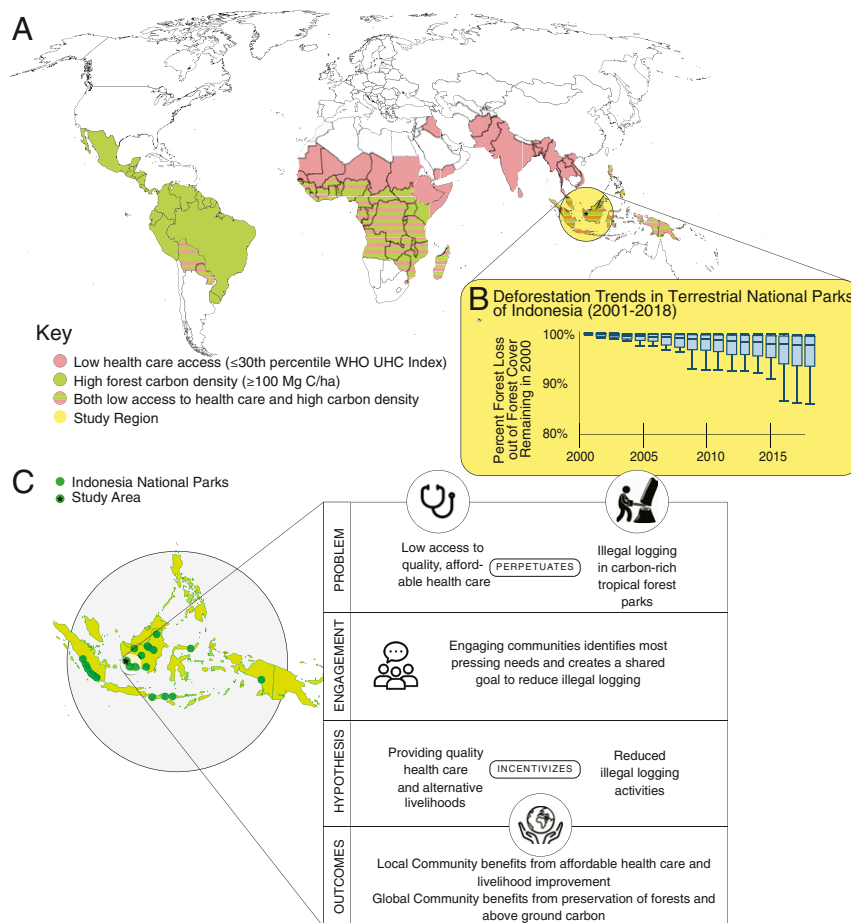 A
Key
Low health care access (≤30th percentile WHO UHC Index)
High forest carbon density (≥100 Mg C/ha)
Both low access to health care and high carbon density
Study Region
B Deforestation Trends in Terrestrial National Parks
of Indonesia (2001-2018)
Percent Forest Loss
out of Forest Cover
Remaining in 2000
100%
90%
80%
2000
2005
2010
2015
C
Indonesia National Parks
Study Area
PROBLEM
Low access to
quality, afford-
able health care
PERPETUATES
Illegal logging
in carbon-rich
tropical forest
parks
ENGAGEMENT
Engaging communities identifies most
pressing needs and creates a shared
goal to reduce illegal logging
HYPOTHESIS
Providing quality
health care
and alternative
livelihoods
INCENTIVIZES
Reduced
illegal logging
activities
OUTCOMES
Local Community benefits from affordable health care and
livelihood improvement
Global Community benefits from preservation of forests and
above ground carbon